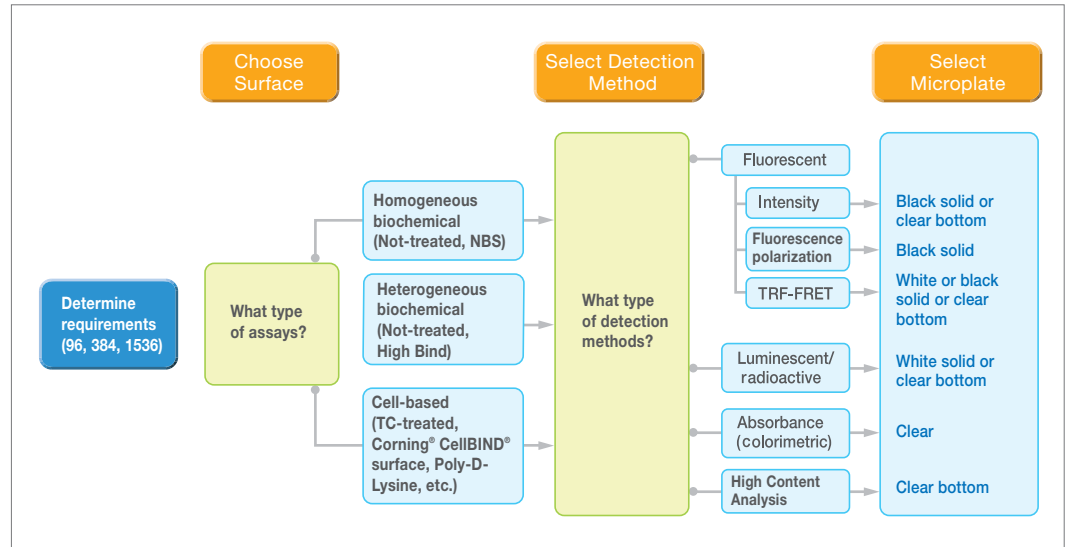 Choose
Surface
Select Detection
Method
Select
Microplate
Determine
requirements
(96, 384, 1536)
What type
of assays?
Homogeneous
biochemical
(Not-treated, NBS)
Heterogeneous
biochemical
(Not-treated,
High Bind)
Cell-based
(TC-treated,
Corning® CellBIND®
surface, Poly-D-
Lysine, etc.)
What type
of detection
methods?
Fluorescent
Intensity
Black solid or
clear bottom
Fluorescence
polarization
Black solid
TRF-FRET
White or black
solid or clear
bottom
Luminescent/
radioactive
White solid or
clear bottom
Absorbance
(colorimetric)
Clear
High Content
Analysis
Clear bottom